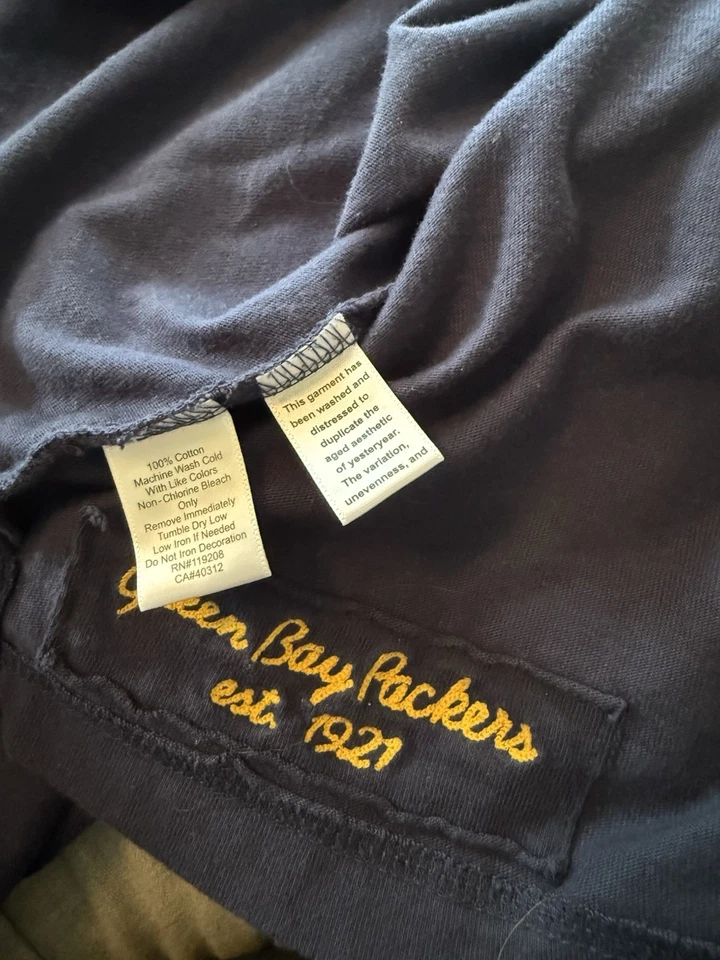 100% Cotton
Machine Wash Cold
With Like Colors
Non-Chlorine Bleach
Only
Remove Immediately
Tumble Dry Low
Low Iron If Needed
Do Not Iron Decoration
RN#119208
CA#40312
This garment has
been washed and
distressed to
duplicate the
aged aesthetic
of yesteryear.
The variation,
unevenness, and
Green Bay Packers
est. 1921